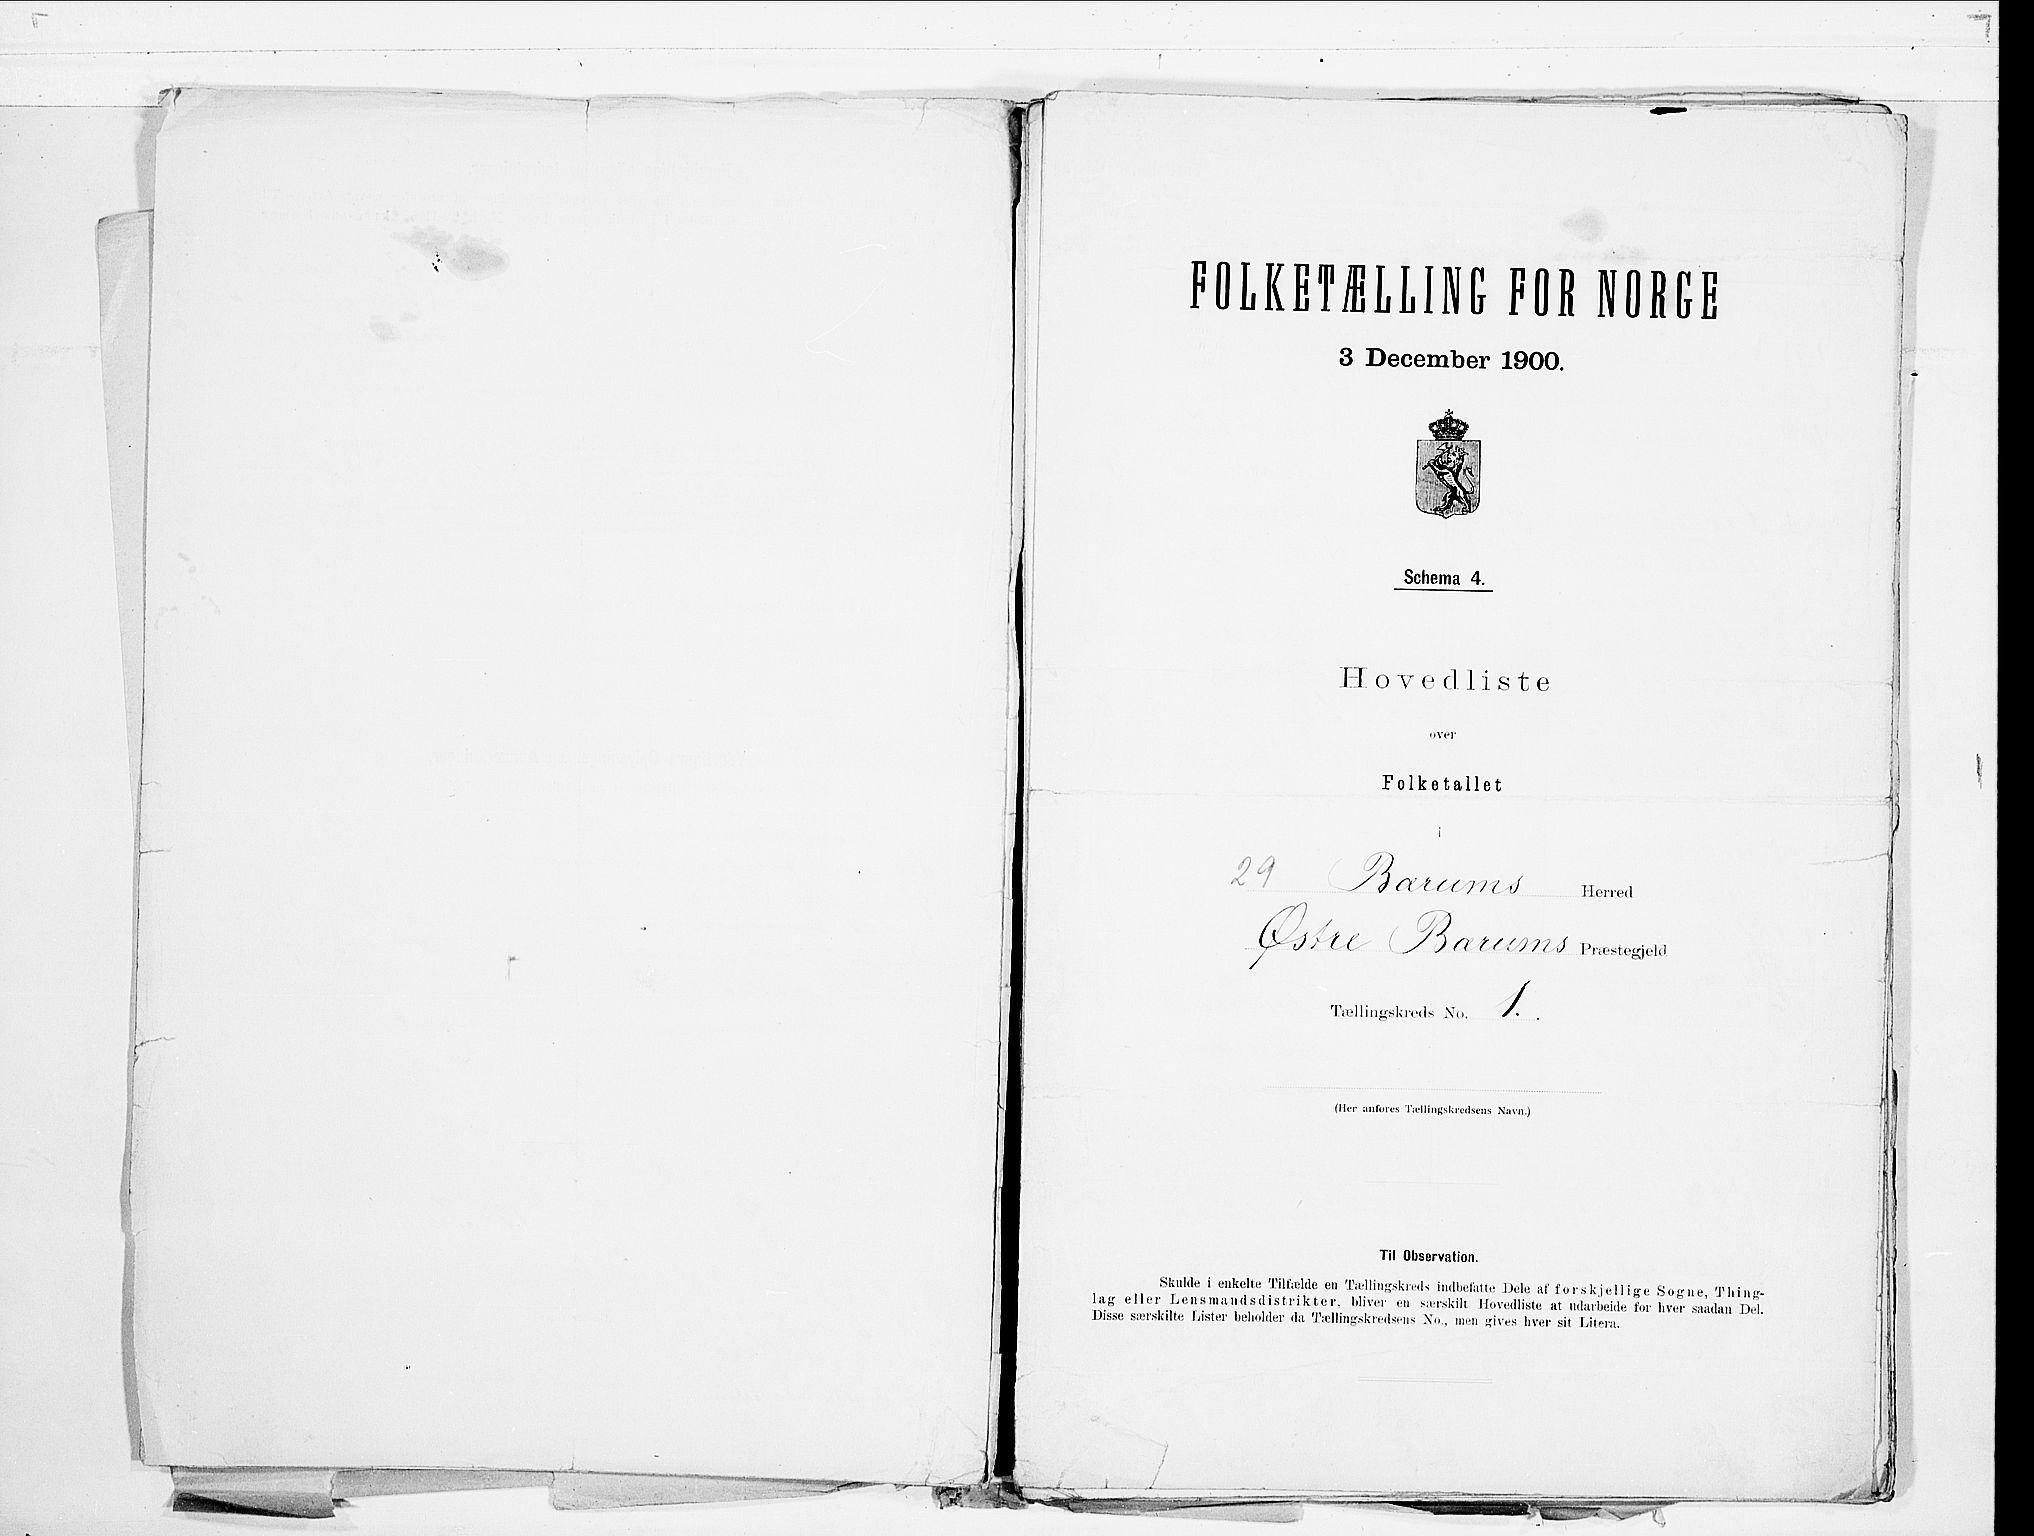 FOLKETÆLLING FOR NORGE
3 December 1900.
Schema 4.
Hovedliste
over
Folketallet
i
29 Bærums Herred
Østre Bærums Præstegjeld
Tællingskreds No. 1.
(Her anføres Tællingskredsens Navn.)
Til Observation.
Skulde i enkelte Tilfælde en Tællingskreds indbefatte Dele af forskjellige Sogne, Thing-
lag eller Lensmandsdistrikter, bliver en særskilt Hovedliste at udarbeide for hver saadan Del.
Disse særskilte Lister beholder da Tællingskredsens No., men gives hver sit Litera.